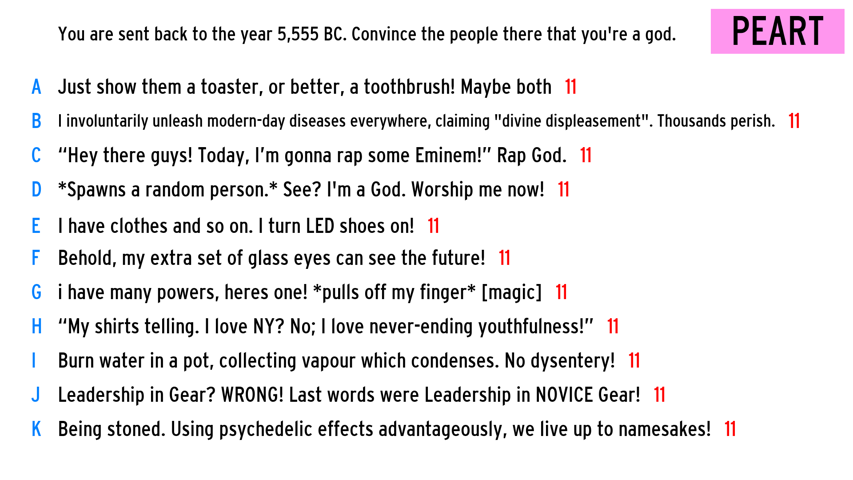 You are sent back to the year 5,555 BC. Convince the people there that you're a god.
PEART
A Just show them a toaster, or better, a toothbrush! Maybe both 11
B I involuntarily unleash modern-day diseases everywhere, claiming "divine displeasement". Thousands perish. 11
C “Hey there guys! Today, I’m gonna rap some Eminem!” Rap God. 11
D *Spawns a random person.* See? I'm a God. Worship me now! 11
E I have clothes and so on. I turn LED shoes on! 11
F Behold, my extra set of glass eyes can see the future! 11
G i have many powers, heres one! *pulls off my finger* [magic] 11
H “My shirts telling. I love NY? No; I love never-ending youthfulness!” 11
I Burn water in a pot, collecting vapour which condenses. No dysentery! 11
J Leadership in Gear? WRONG! Last words were Leadership in NOVICE Gear! 11
K Being stoned. Using psychedelic effects advantageously, we live up to namesakes! 11